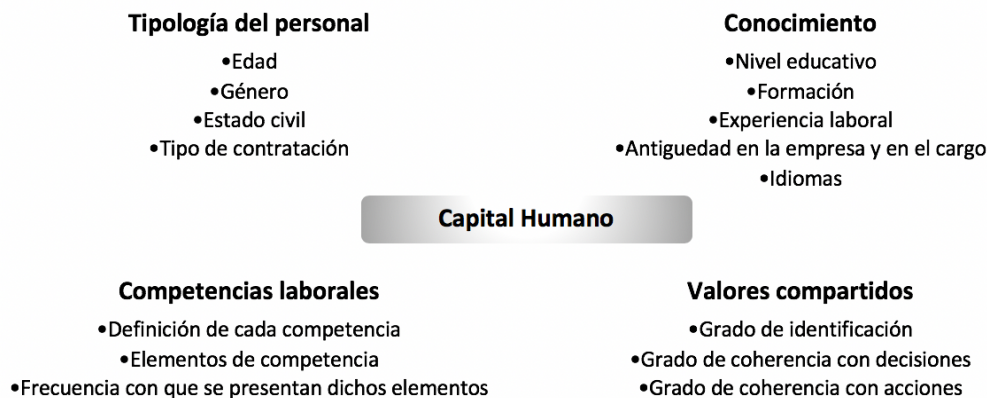 Tipología del personal
•Edad
•Género
•Estado civil
•Tipo de contratación
Conocimiento
•Nivel educativo
•Formación
•Experiencia laboral
•Antiguedad en la empresa y en el cargo
•Idiomas
Capital Humano
Competencias laborales
•Definición de cada competencia
•Elementos de competencia
•Frecuencia con que se presentan dichos elementos
Valores compartidos
•Grado de identificación
•Grado de coherencia con decisiones
•Grado de coherencia con acciones